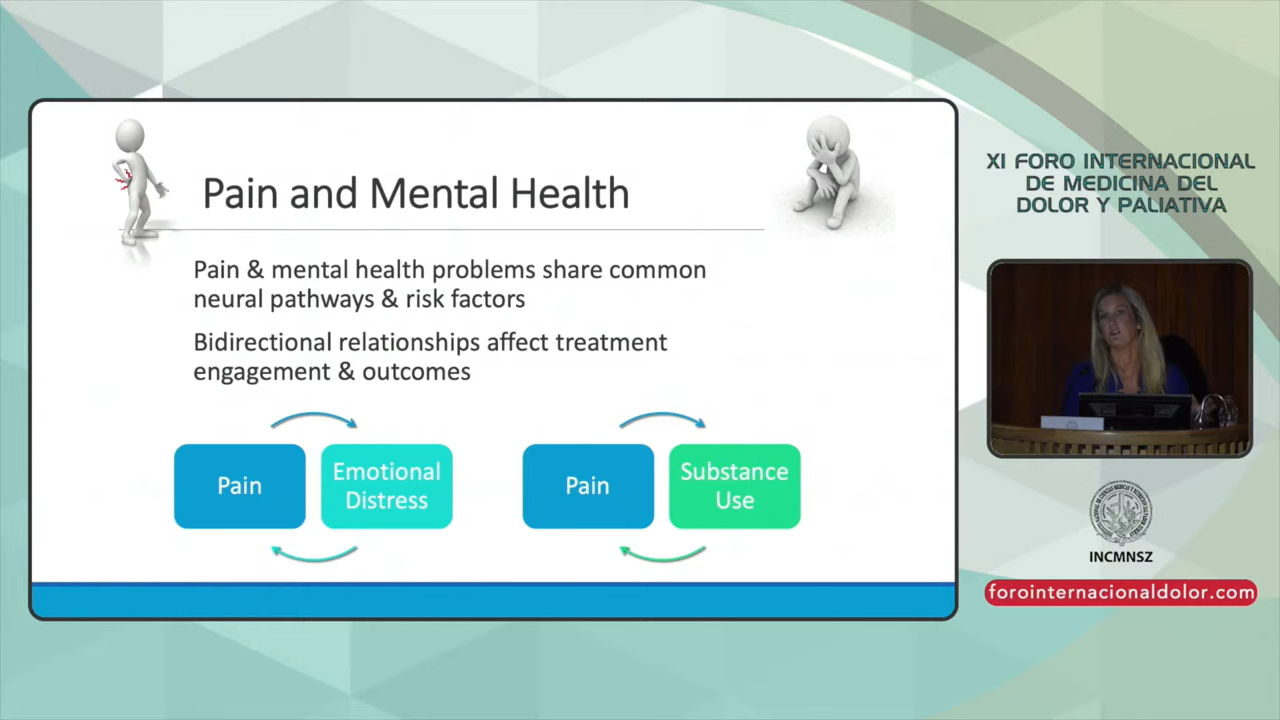 Pain and Mental Health
Pain & mental health problems share common
neural pathways & risk factors
Bidirectional relationships affect treatment
engagement & outcomes
Pain
Emotional
Distress
Pain
Substance
Use
XI FORO INTERNACIONAL
DE MEDICINA DEL
DOLOR Y PALIATIVA
INCMNSZ
forointernacionaldolor.com